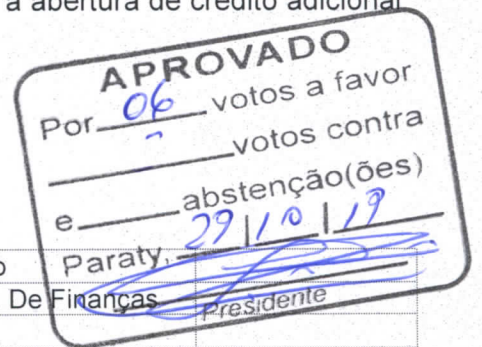 a abertura de crédito adicional
APROVADO
Por 06 votos a favor
votos contra
e abstenção(ões)
Paraty, 29/10/19
De Finanças
Presidente